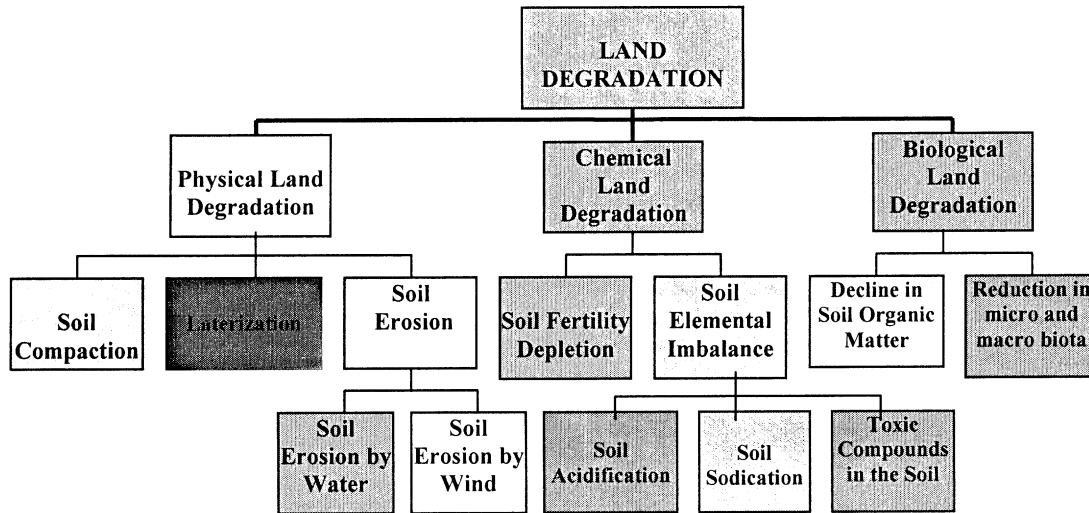 LAND
DEGRADATION
Physical Land
Degradation
Chemical
Land
Degradation
Biological
Land
Degradation
Soil
Compaction
Laterization
Soil
Erosion
Soil Fertility
Depletion
Soil
Elemental
Imbalance
Decline in
Soil Organic
Matter
Reduction in
micro and
macro biota
Soil
Erosion by
Water
Soil
Erosion by
Wind
Soil
Acidification
Soil
Sodication
Toxic
Compounds
in the Soil